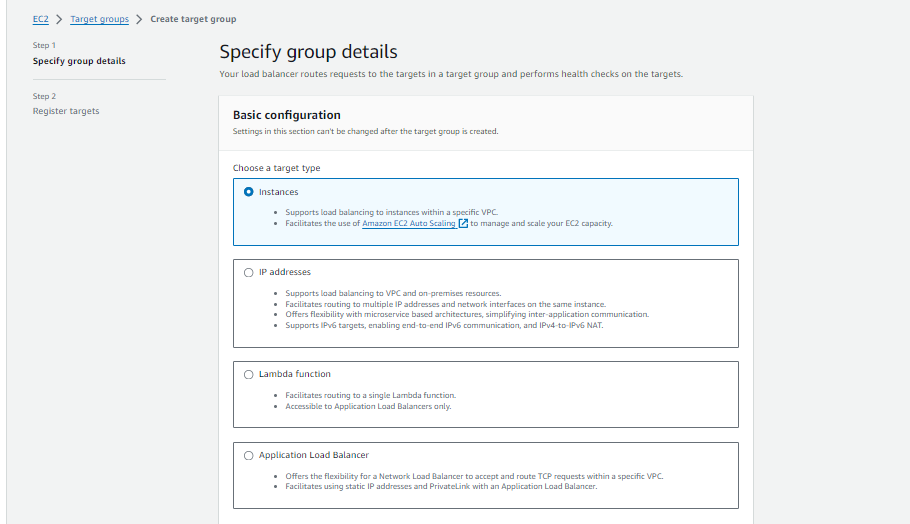 EC2 > Target groups > Create target group
Step 1
Specify group details
Step 2
Register targets
Specify group details
Your load balancer routes requests to the targets in a target group and performs health checks on the targets.
Basic configuration
Settings in this section can't be changed after the target group is created.
Choose a target type
Instances
• Supports load balancing to instances within a specific VPC.
• Facilitates the use of Amazon EC2 Auto Scaling to manage and scale your EC2 capacity.
IP addresses
• Supports load balancing to VPC and on-premises resources.
• Facilitates routing to multiple IP addresses and network interfaces on the same instance.
• Offers flexibility with microservice based architectures, simplifying inter-application communication.
• Supports IPv6 targets, enabling end-to-end IPv6 communication, and IPv4-to-IPv6 NAT.
Lambda function
• Facilitates routing to a single Lambda function.
• Accessible to Application Load Balancers only.
Application Load Balancer
• Offers the flexibility for a Network Load Balancer to accept and route TCP requests within a specific VPC.
• Facilitates using static IP addresses and PrivateLink with an Application Load Balancer.